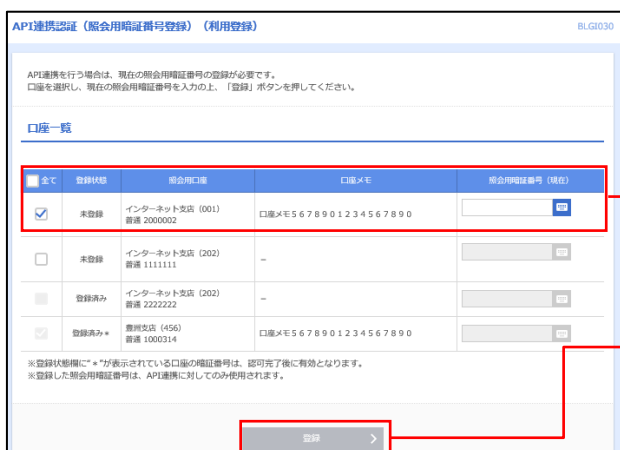 API連携認証（照会用暗証番号登録）（利用登録） BLGI030
API連携を行う場合は、現在の照会用暗証番号の登録が必要です。
口座を選択し、現在の照会用暗証番号を入力の上、「登録」ボタンを押してください。
口座一覧
全て 登録状態 照会用口座 口座メモ 照会用暗証番号（現在）
未登録 インターネット支店（001） 口座メモ５６７８９０１２３４５６７８９０
普通 2000002
未登録 インターネット支店（202） －
普通 1111111
登録済み インターネット支店（202） －
普通 2222222
登録済み＊ 豊洲支店（456） 口座メモ５６７８９０１２３４５６７８９０
普通 1000314
※登録状態欄に"＊"が表示されている口座の暗証番号は、認可完了後に有効となります。
※登録した照会用暗証番号は、API連携に対してのみ使用されます。
登録